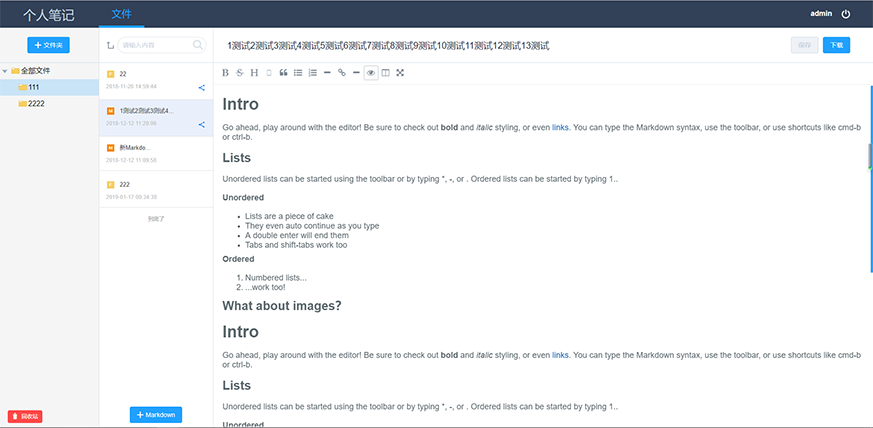 个人笔记
文件
admin
文件夹
请输入内容
1测试2测试3测试4测试5测试6测试7测试8测试9测试10测试11测试12测试13测试
保存
下载
全部文件
111
2222
22
2018-11-26 14:59:44
1测试2测试3测试4...
2018-12-12 11:29:06
新Markdo...
2018-12-12 11:09:50
222
2019-01-17 09:34:30
到底了
B S H
Intro
Go ahead, play around with the editor! Be sure to check out bold and italic styling, or even links. You can type the Markdown syntax, use the toolbar, or use shortcuts like cmd-b
or ctrl-b.
Lists
Unordered lists can be started using the toolbar or by typing *, -, or . Ordered lists can be started by typing 1..
Unordered
• Lists are a piece of cake
• They even auto continue as you type
• A double enter will end them
• Tabs and shift-tabs work too
Ordered
1. Numbered lists...
2. ...work too!
What about images?
Intro
Go ahead, play around with the editor! Be sure to check out bold and italic styling, or even links. You can type the Markdown syntax, use the toolbar, or use shortcuts like cmd-b
or ctrl-b.
Lists
Unordered lists can be started using the toolbar or by typing *, -, or . Ordered lists can be started by typing 1..
Unordered
回收站
Markdown